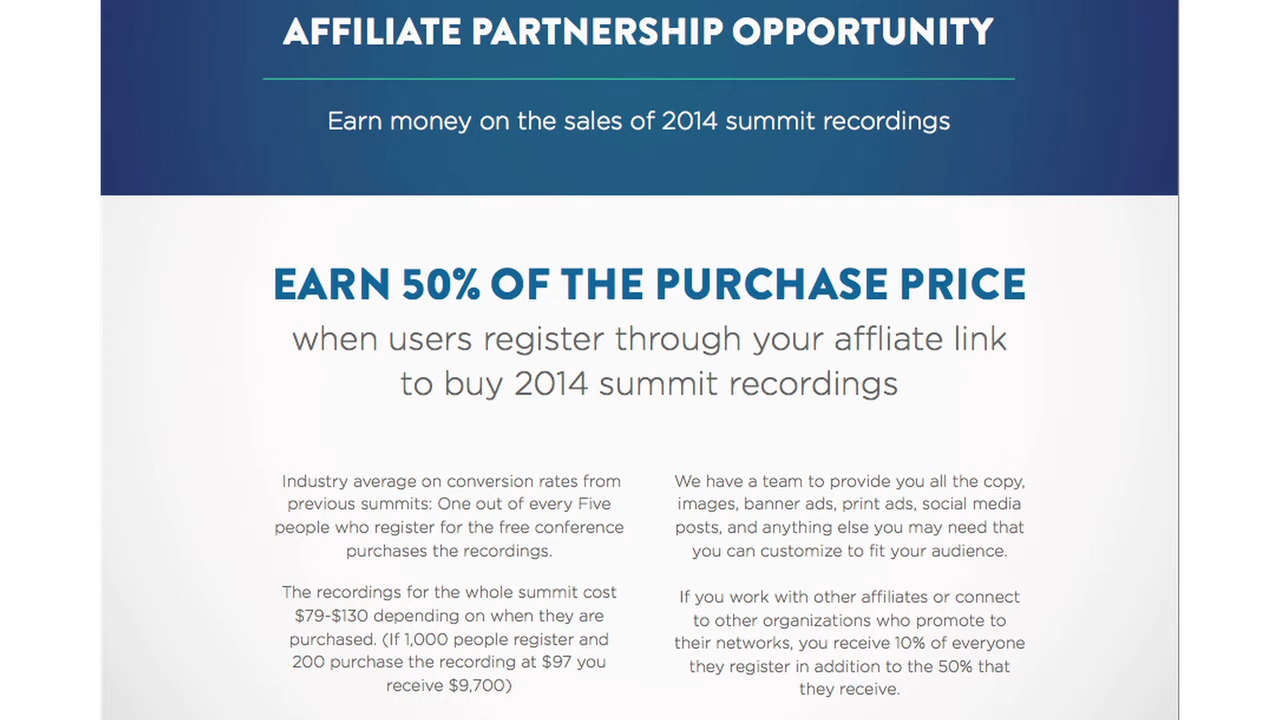 AFFILIATE PARTNERSHIP OPPORTUNITY
Earn money on the sales of 2014 summit recordings
EARN 50% OF THE PURCHASE PRICE
when users register through your affliate link
to buy 2014 summit recordings
Industry average on conversion rates from
previous summits: One out of every Five
people who register for the free conference
purchases the recordings.
The recordings for the whole summit cost
$79-$130 depending on when they are
purchased. (If 1,000 people register and
200 purchase the recording at $97 you
receive $9,700)
We have a team to provide you all the copy,
images, banner ads, print ads, social media
posts, and anything else you may need that
you can customize to fit your audience.
If you work with other affiliates or connect
to other organizations who promote to
their networks, you receive 10% of everyone
they register in addition to the 50% that
they receive.